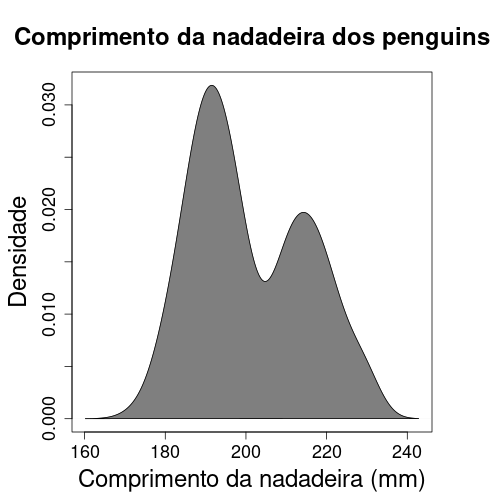 Comprimento da nadadeira dos penguins
Densidade
0.030
0.020
0.010
0.000
160 180 200 220 240
Comprimento da nadadeira (mm)